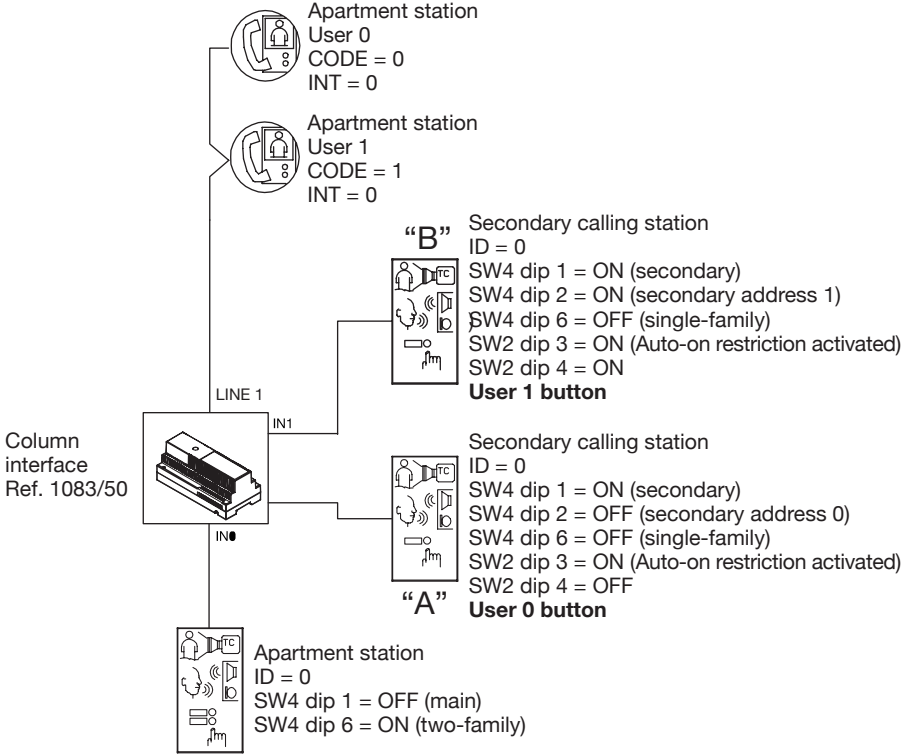 Apartment station
User 0
CODE = 0
INT = 0
Apartment station
User 1
CODE = 1
INT = 0
“B”
TC
Secondary calling station
ID = 0
SW4 dip 1 = ON (secondary)
SW4 dip 2 = ON (secondary address 1)
SW4 dip 6 = OFF (single-family)
SW2 dip 3 = ON (Auto-on restriction activated)
SW2 dip 4 = ON
User 1 button
LINE 1
IN1
Column
interface
Ref. 1083/50
IN0
TC
“A”
Secondary calling station
ID = 0
SW4 dip 1 = ON (secondary)
SW4 dip 2 = OFF (secondary address 0)
SW4 dip 6 = OFF (single-family)
SW2 dip 3 = ON (Auto-on restriction activated)
SW2 dip 4 = OFF
User 0 button
TC
Apartment station
ID = 0
SW4 dip 1 = OFF (main)
SW4 dip 6 = ON (two-family)